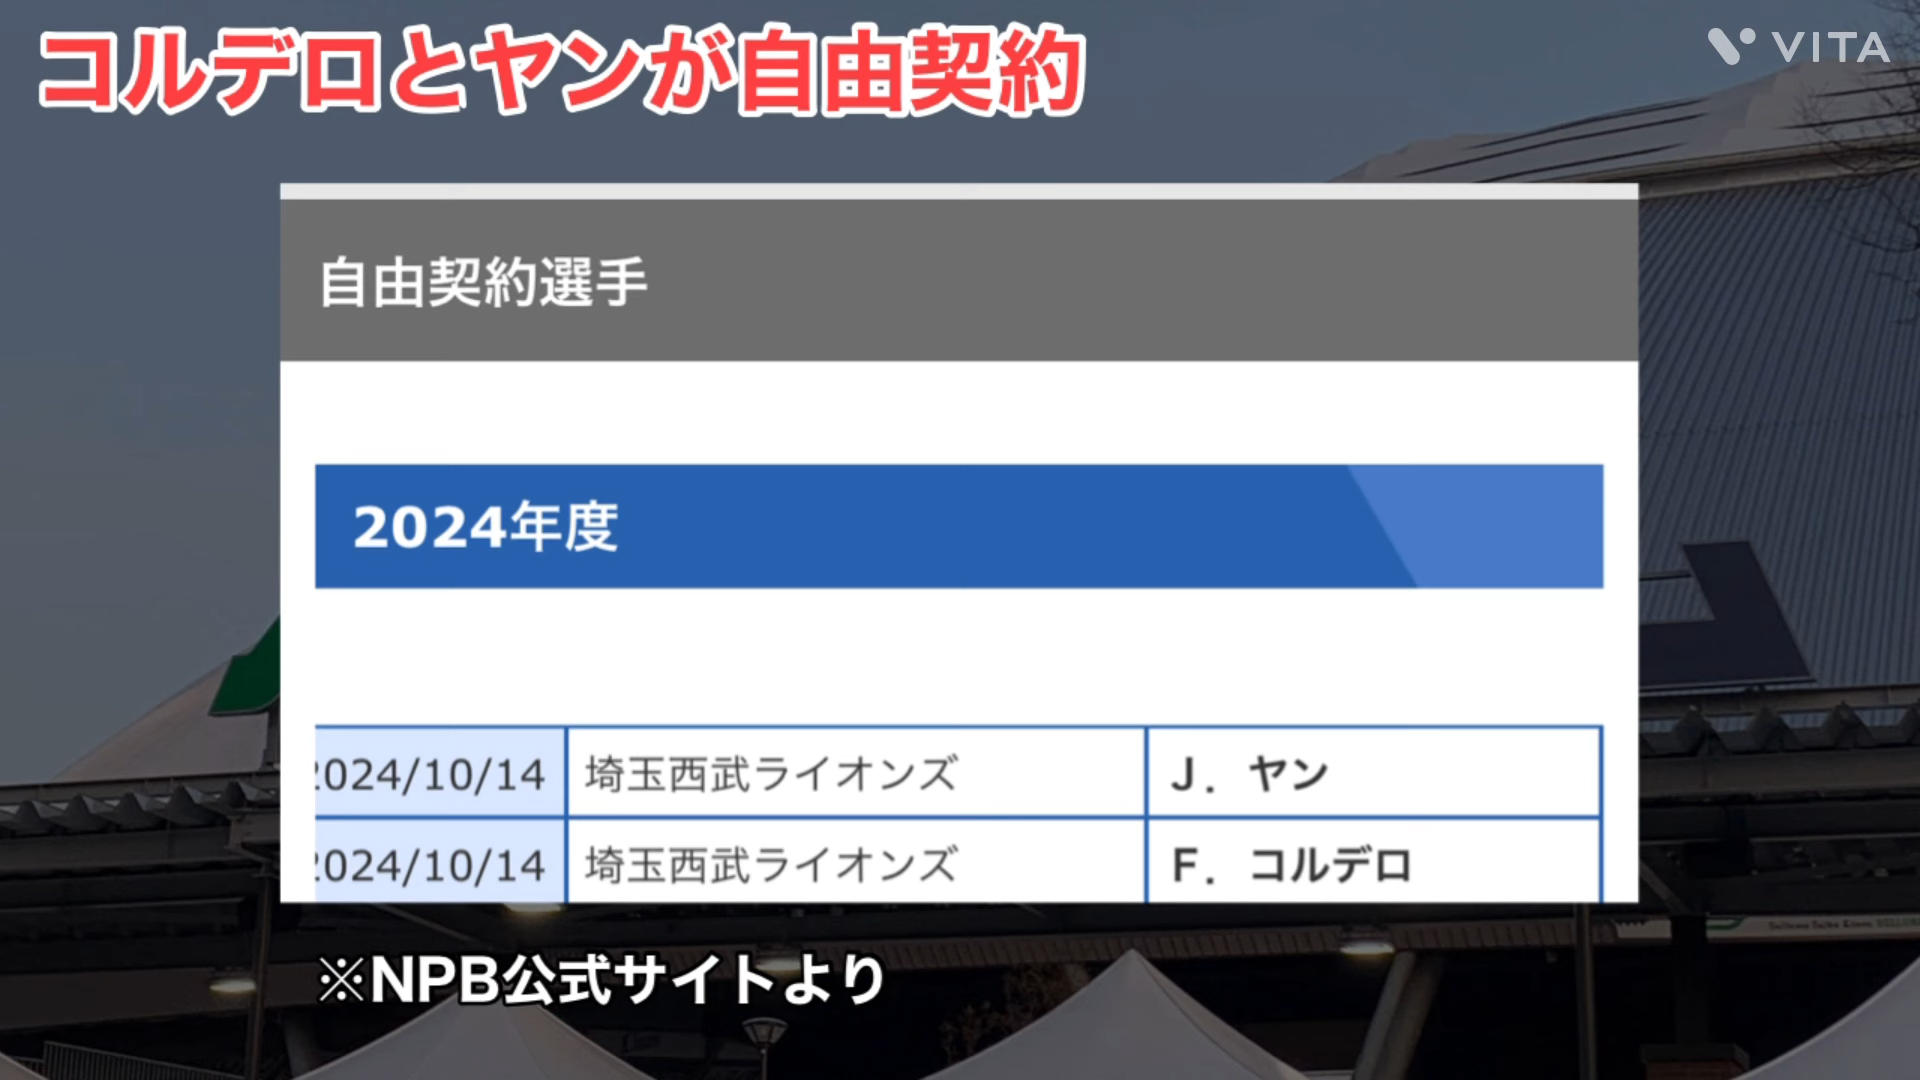 コルデロとヤンが自由契約
VITA
自由契約選手
2024年度
2024/10/14 埼玉西武ライオンズ J. ヤン
2024/10/14 埼玉西武ライオンズ F. コルデロ
※NPB公式サイトより